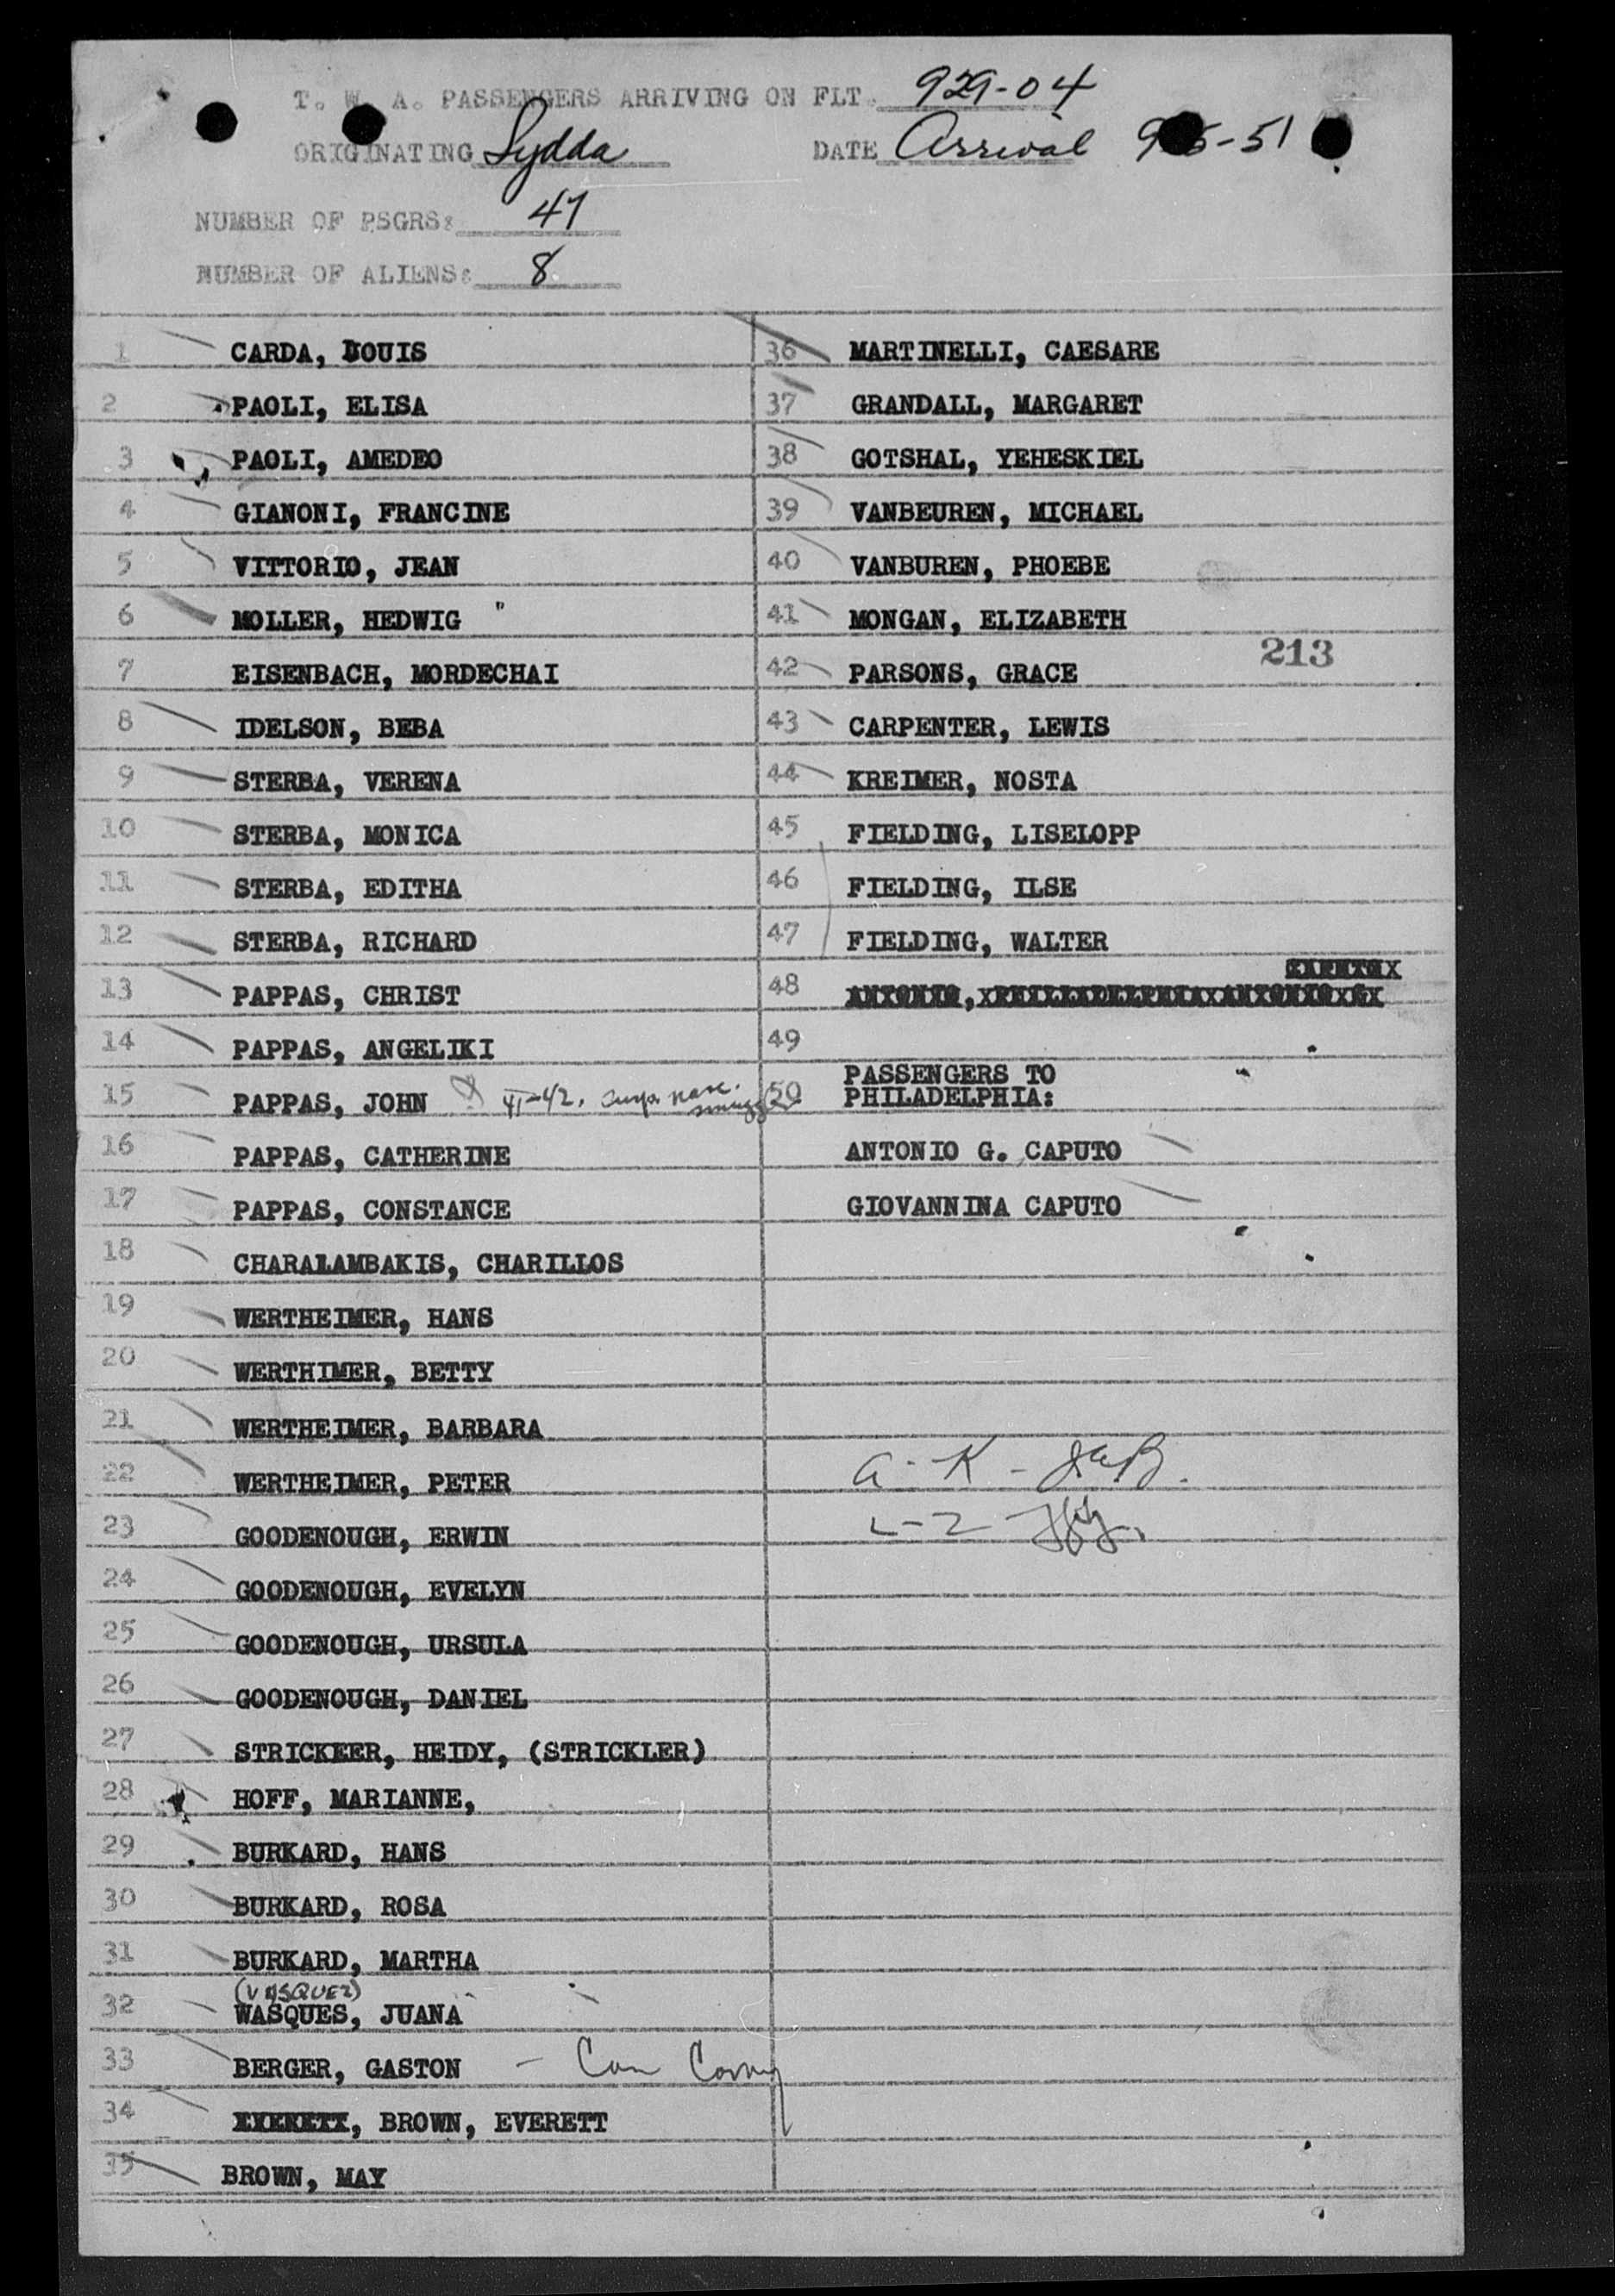 T. W. A. PASSENGERS ARRIVING ON FLT. 929-04
ORIGINATING Lydda DATE Arrival 9 5-51
NUMBER OF PSGRS: 47
NUMBER OF ALIENS: 8
1 CARDA, LOUIS
2 PAOLI, ELISA
3 PAOLI, AMEDEO
4 GIANONI, FRANCINE
5 VITTORIO, JEAN
6 MOLLER, HEDWIG "
7 EISENBACH, MORDECHAI
8 IDELSON, BEBA
9 STERBA, VERENA
10 STERBA, MONICA
11 STERBA, EDITHA
12 STERBA, RICHARD
13 PAPPAS, CHRIST
14 PAPPAS, ANGELIKI
15 PAPPAS, JOHN
16 PAPPAS, CATHERINE
17 PAPPAS, CONSTANCE
18 CHARALAMBAKIS, CHARILLOS
19 WERTHEIMER, HANS
20 WERTHIMER, BETTY
21 WERTHEIMER, BARBARA
22 WERTHEIMER, PETER
23 GOODENOUGH, ERWIN
24 GOODENOUGH, EVELYN
25 GOODENOUGH, URSULA
26 GOODENOUGH, DANIEL
27 STRICKEER, HEIDY, (STRICKLER)
28 HOFF, MARIANNE,
29 BURKARD, HANS
30 BURKARD, ROSA
31 BURKARD, MARTHA
(VASQUEZ)
32 WASQUES, JUANA
33 BERGER, GASTON
34 EVERETT, BROWN, EVERETT
35 BROWN, MAY
36 MARTINELLI, CAESARE
37 GRANDALL, MARGARET
38 GOTSHAL, YEHESKIEL
39 VANBEUREN, MICHAEL
40 VANBUREN, PHOEBE
41 MONGAN, ELIZABETH
213
42 PARSONS, GRACE
43 CARPENTER, LEWIS
44 KREIMER, NOSTA
45 FIELDING, LISELOPP
46 FIELDING, ILSE
47 FIELDING, WALTER
48
49
50 PASSENGERS TO
PHILADELPHIA:
ANTONIO G. CAPUTO
GIOVANNINA CAPUTO